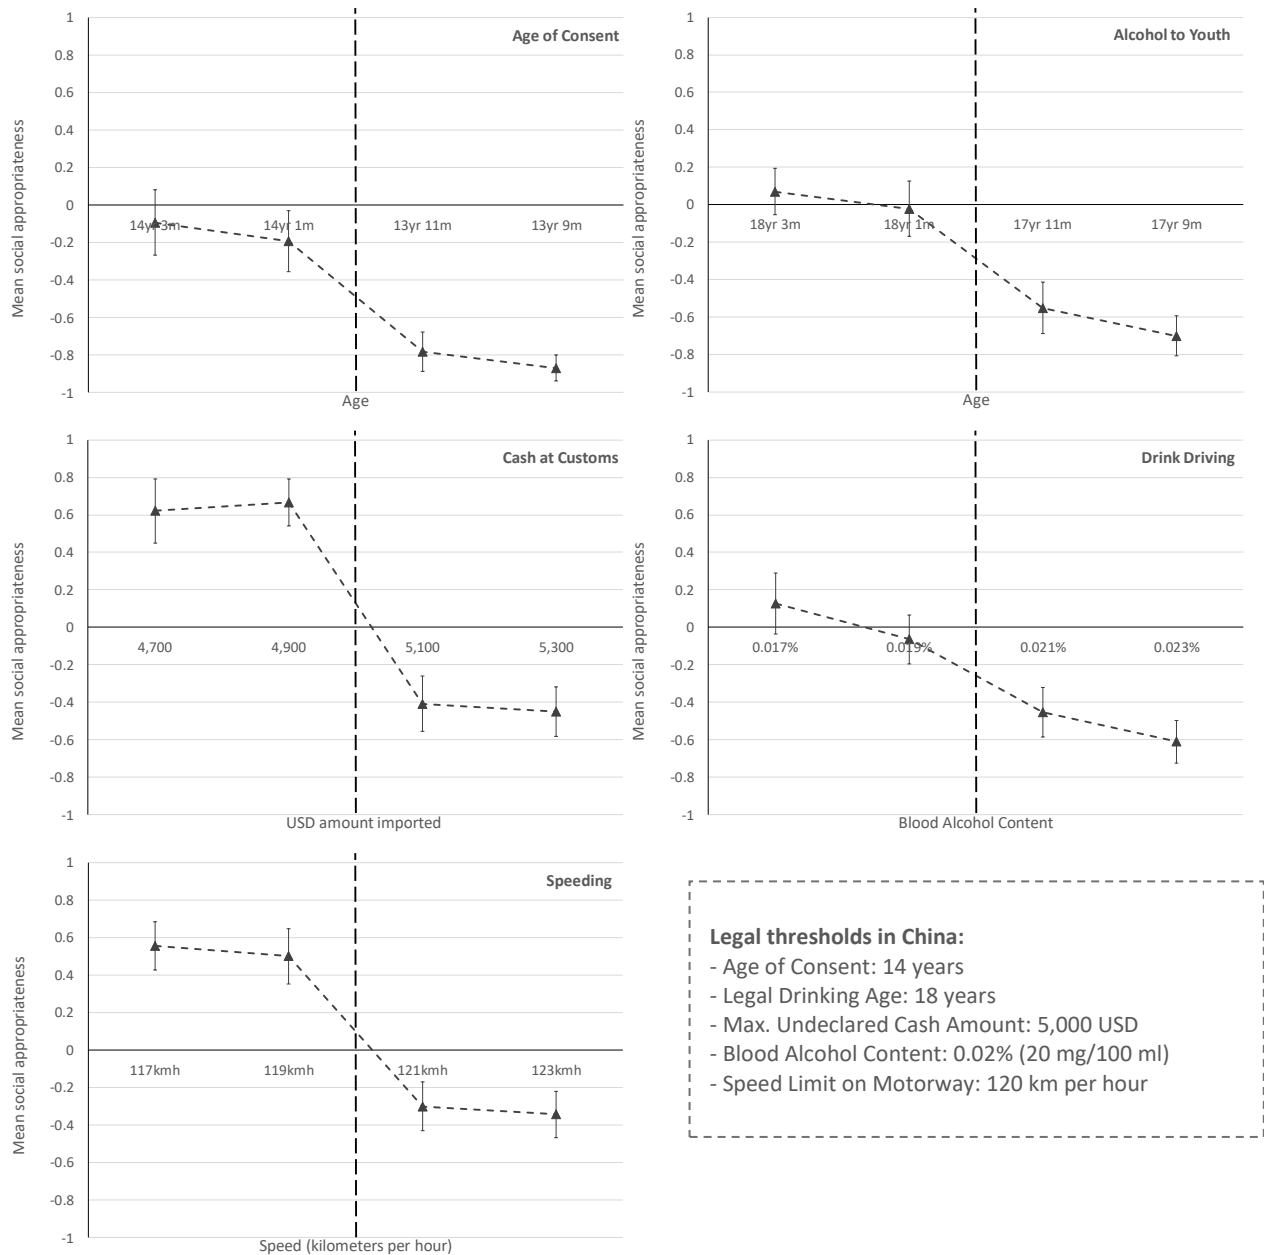 Age of Consent
1
0.8
0.6
0.4
0.2
0
-0.2
-0.4
-0.6
-0.8
-1
Mean social appropriateness
14yr 3m 14yr 1m 13yr 11m 13yr 9m
Age
Alcohol to Youth
1
0.8
0.6
0.4
0.2
0
-0.2
-0.4
-0.6
-0.8
-1
Mean social appropriateness
18yr 3m 18yr 1m 17yr 11m 17yr 9m
Age
Cash at Customs
1
0.8
0.6
0.4
0.2
0
-0.2
-0.4
-0.6
-0.8
-1
Mean social appropriateness
4,700 4,900 5,100 5,300
USD amount imported
Drink Driving
1
0.8
0.6
0.4
0.2
0
-0.2
-0.4
-0.6
-0.8
-1
Mean social appropriateness
0.017% 0.019% 0.021% 0.023%
Blood Alcohol Content
Speeding
1
0.8
0.6
0.4
0.2
0
-0.2
-0.4
-0.6
-0.8
-1
Mean social appropriateness
117kmh 119kmh 121kmh 123kmh
Speed (kilometers per hour)
Legal thresholds in China:
- Age of Consent: 14 years
- Legal Drinking Age: 18 years
- Max. Undeclared Cash Amount: 5,000 USD
- Blood Alcohol Content: 0.02% (20 mg/100 ml)
- Speed Limit on Motorway: 120 km per hour